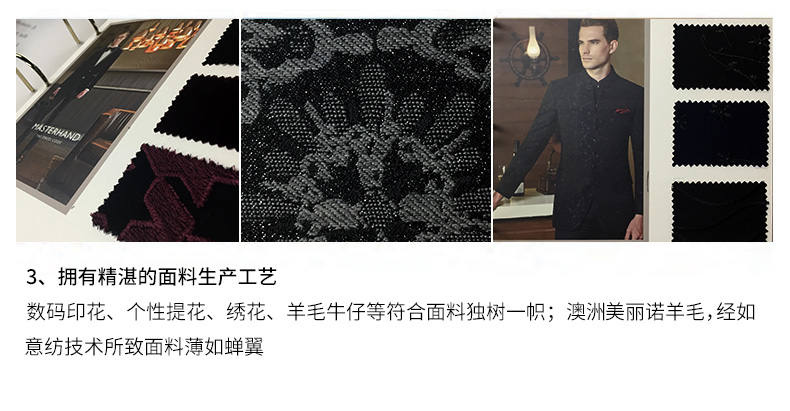 MASTERHAND
3、拥有精湛的面料生产工艺
数码印花、个性提花、绣花、羊毛牛仔等符合面料独树一帜；澳洲美丽诺羊毛，经如
意纺技术所致面料薄如蝉翼